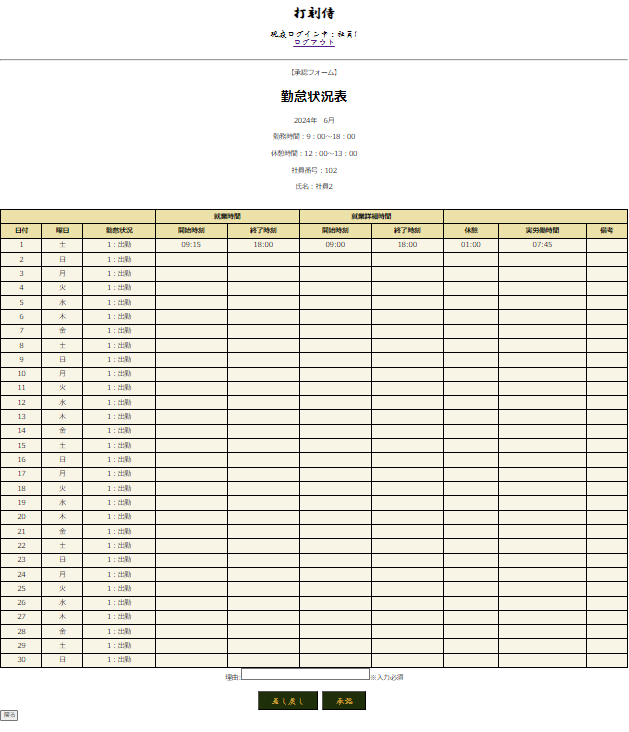 打刻侍
現在ログイン中：社員1
ログアウト
【承認フォーム】
勤怠状況表
2024年　6月
勤務時間：9：00～18：00
休憩時間：12：00～13：00
社員番号：102
氏名：社員2
就業時間 就業詳細時間
日付 曜日 勤怠状況 開始時刻 終了時刻 開始時刻 終了時刻 休憩 実労働時間 備考
1 土 1：出勤 09:15 18:00 09:00 18:00 01:00 07:45
2 日 1：出勤
3 月 1：出勤
4 火 1：出勤
5 水 1：出勤
6 木 1：出勤
7 金 1：出勤
8 土 1：出勤
9 日 1：出勤
10 月 1：出勤
11 火 1：出勤
12 水 1：出勤
13 木 1：出勤
14 金 1：出勤
15 土 1：出勤
16 日 1：出勤
17 月 1：出勤
18 火 1：出勤
19 水 1：出勤
20 木 1：出勤
21 金 1：出勤
22 土 1：出勤
23 日 1：出勤
24 月 1：出勤
25 火 1：出勤
26 水 1：出勤
27 木 1：出勤
28 金 1：出勤
29 土 1：出勤
30 日 1：出勤
理由: ※入力必須
差し戻し 承認
戻る